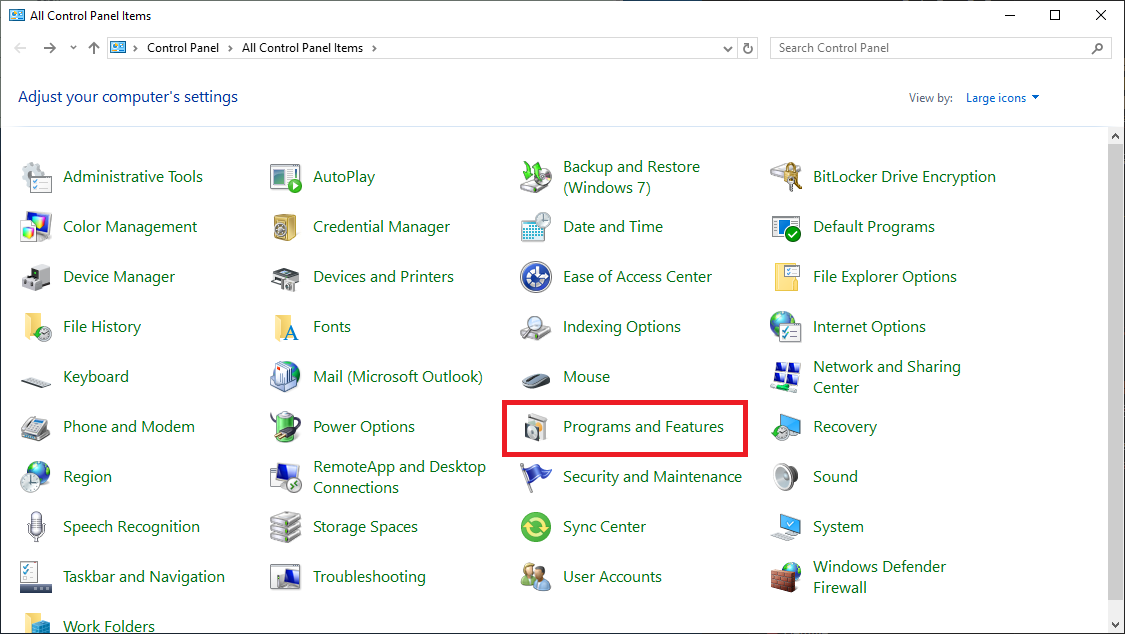 All Control Panel Items
Control Panel > All Control Panel Items >
Search Control Panel
Adjust your computer's settings
View by: Large icons
Administrative Tools
AutoPlay
Backup and Restore
(Windows 7)
BitLocker Drive Encryption
Color Management
Credential Manager
Date and Time
Default Programs
Device Manager
Devices and Printers
Ease of Access Center
File Explorer Options
File History
Fonts
Indexing Options
Internet Options
Keyboard
Mail (Microsoft Outlook)
Mouse
Network and Sharing
Center
Phone and Modem
Power Options
Programs and Features
Recovery
Region
RemoteApp and Desktop
Connections
Security and Maintenance
Sound
Speech Recognition
Storage Spaces
Sync Center
System
Taskbar and Navigation
Troubleshooting
User Accounts
Windows Defender
Firewall
Work Folders